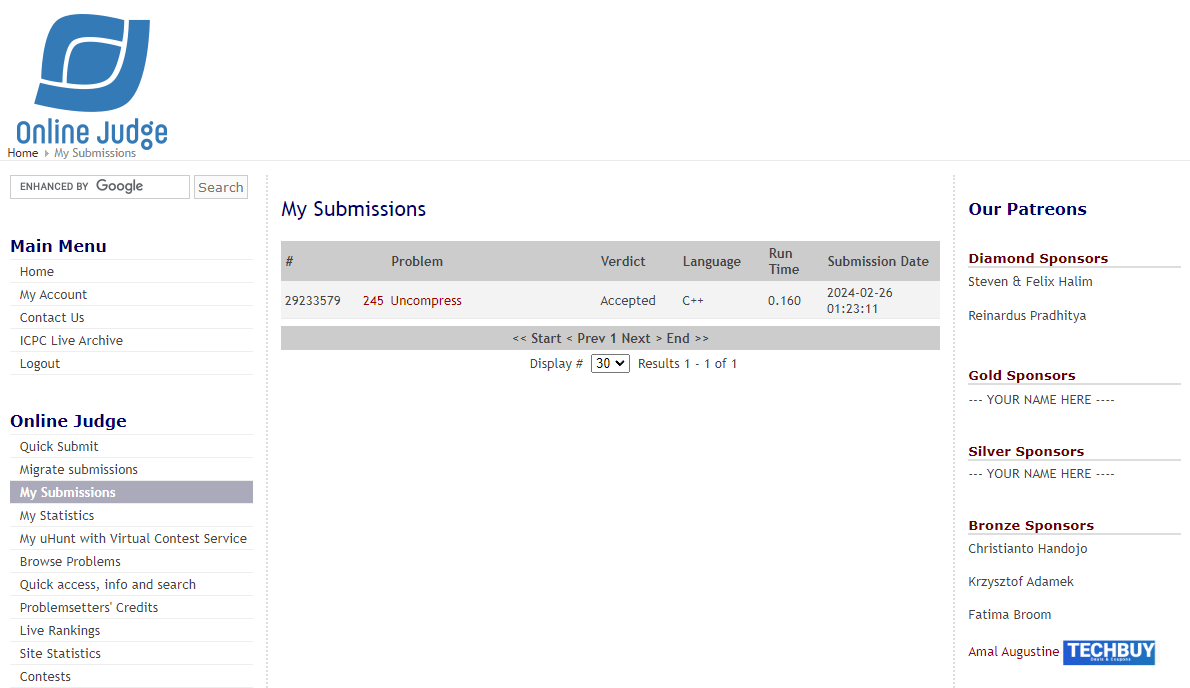 Online Judge
Home My Submissions
ENHANCED BY Google Search
Main Menu
Home
My Account
Contact Us
ICPC Live Archive
Logout
Online Judge
Quick Submit
Migrate submissions
My Submissions
My Statistics
My uHunt with Virtual Contest Service
Browse Problems
Quick access, info and search
Problemsetters' Credits
Live Rankings
Site Statistics
Contests
My Submissions
# Problem Verdict Language Run Time Submission Date
29233579 245 Uncompress Accepted C++ 0.160 2024-02-26 01:23:11
<< Start < Prev 1 Next > End >>
Display # 30 Results 1 - 1 of 1
Our Patreons
Diamond Sponsors
Steven & Felix Halim
Reinardus Pradhitya
Gold Sponsors
--- YOUR NAME HERE ----
Silver Sponsors
--- YOUR NAME HERE ----
Bronze Sponsors
Christianto Handojo
Krzysztof Adamek
Fatima Broom
Amal Augustine TECHBUY
Deals & Coupons